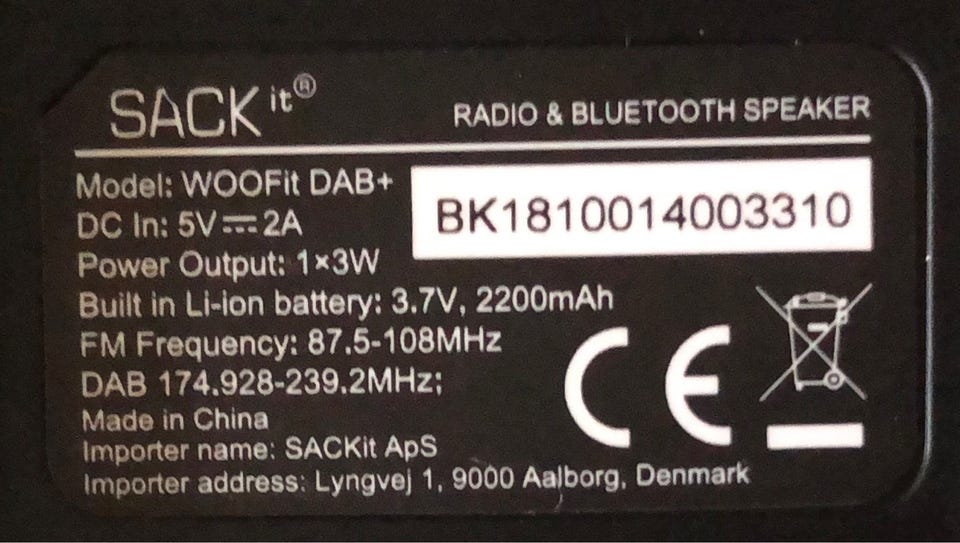 SACKit®
RADIO & BLUETOOTH SPEAKER
Model: WOOFit DAB+
BK1810014003310
DC In: 5V⎓2A
Power Output: 1×3W
Built in Li-ion battery: 3.7V, 2200mAh
FM Frequency: 87.5-108MHz
DAB 174.928-239.2MHz;
Made in China
Importer name: SACKit ApS
Importer address: Lyngvej 1, 9000 Aalborg, Denmark
CE